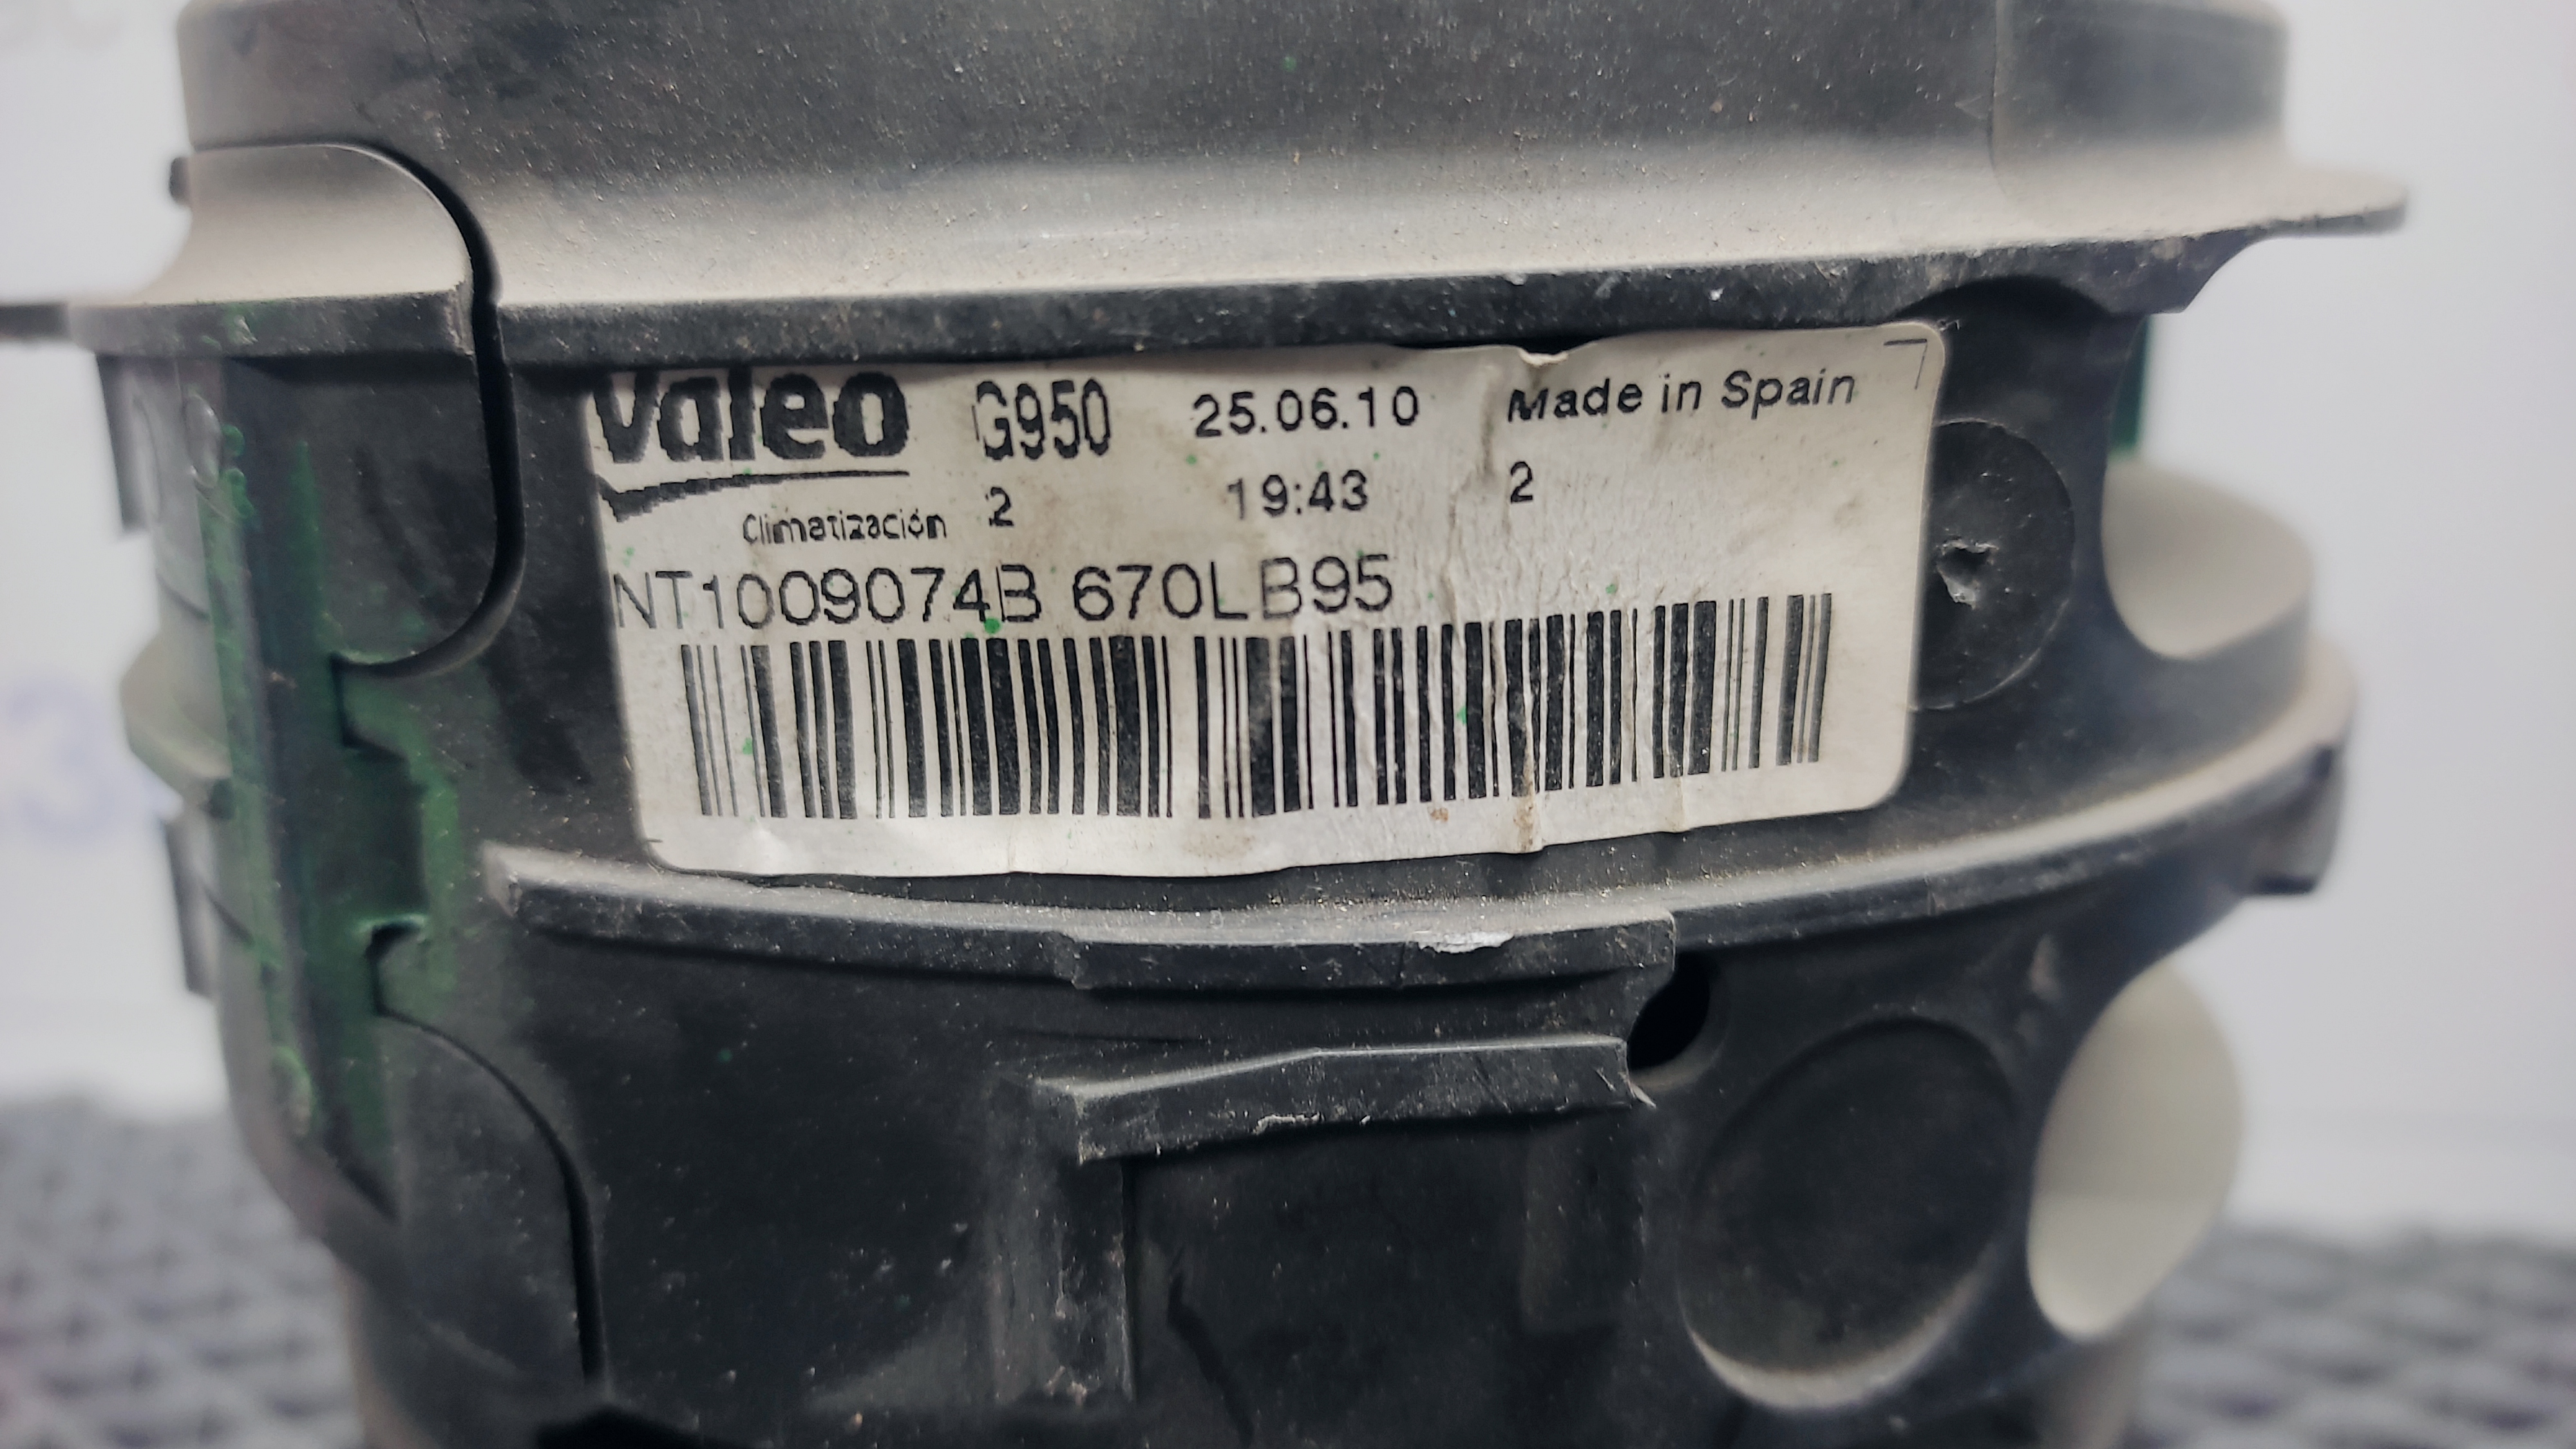 Valeo G950 25.06.10 Made in Spain
Climatización 2 19:43 2
NT1009074B 670LB95